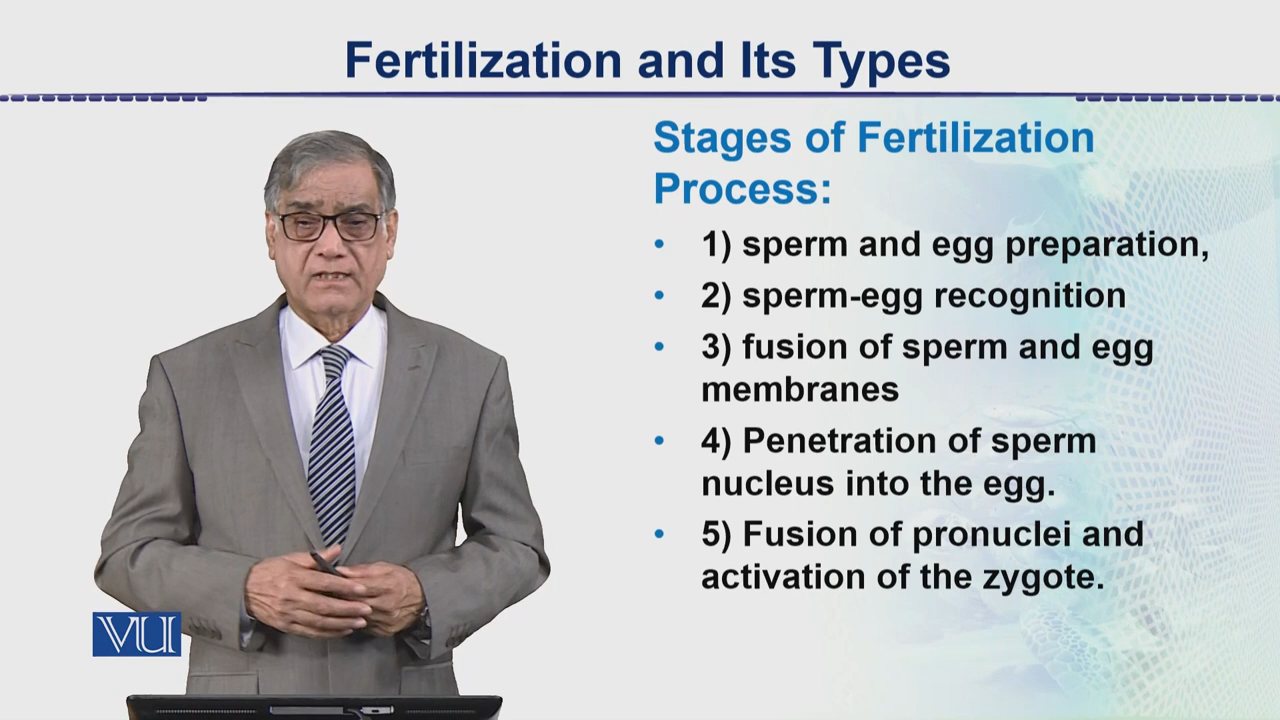 Fertilization and Its Types
Stages of Fertilization
Process:
• 1) sperm and egg preparation,
• 2) sperm-egg recognition
• 3) fusion of sperm and egg
membranes
• 4) Penetration of sperm
nucleus into the egg.
• 5) Fusion of pronuclei and
activation of the zygote.
VU